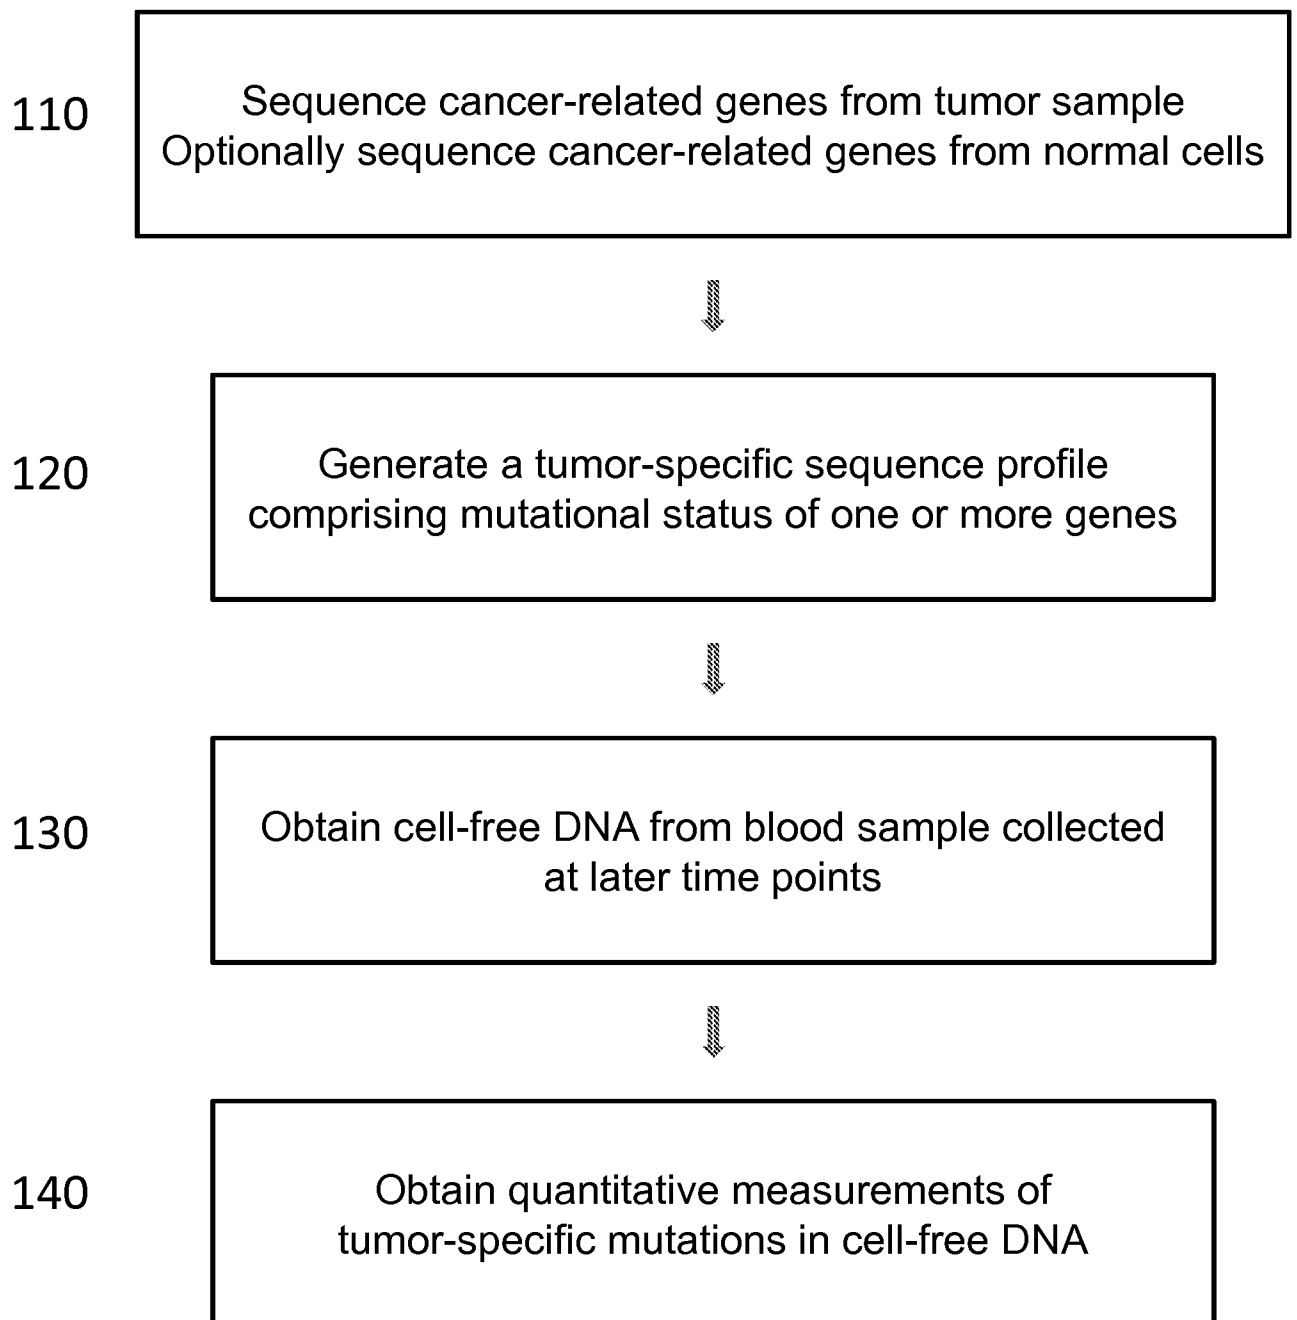 110
Sequence cancer-related genes from tumor sample
Optionally sequence cancer-related genes from normal cells
120
Generate a tumor-specific sequence profile
comprising mutational status of one or more genes
130
Obtain cell-free DNA from blood sample collected
at later time points
140
Obtain quantitative measurements of
tumor-specific mutations in cell-free DNA